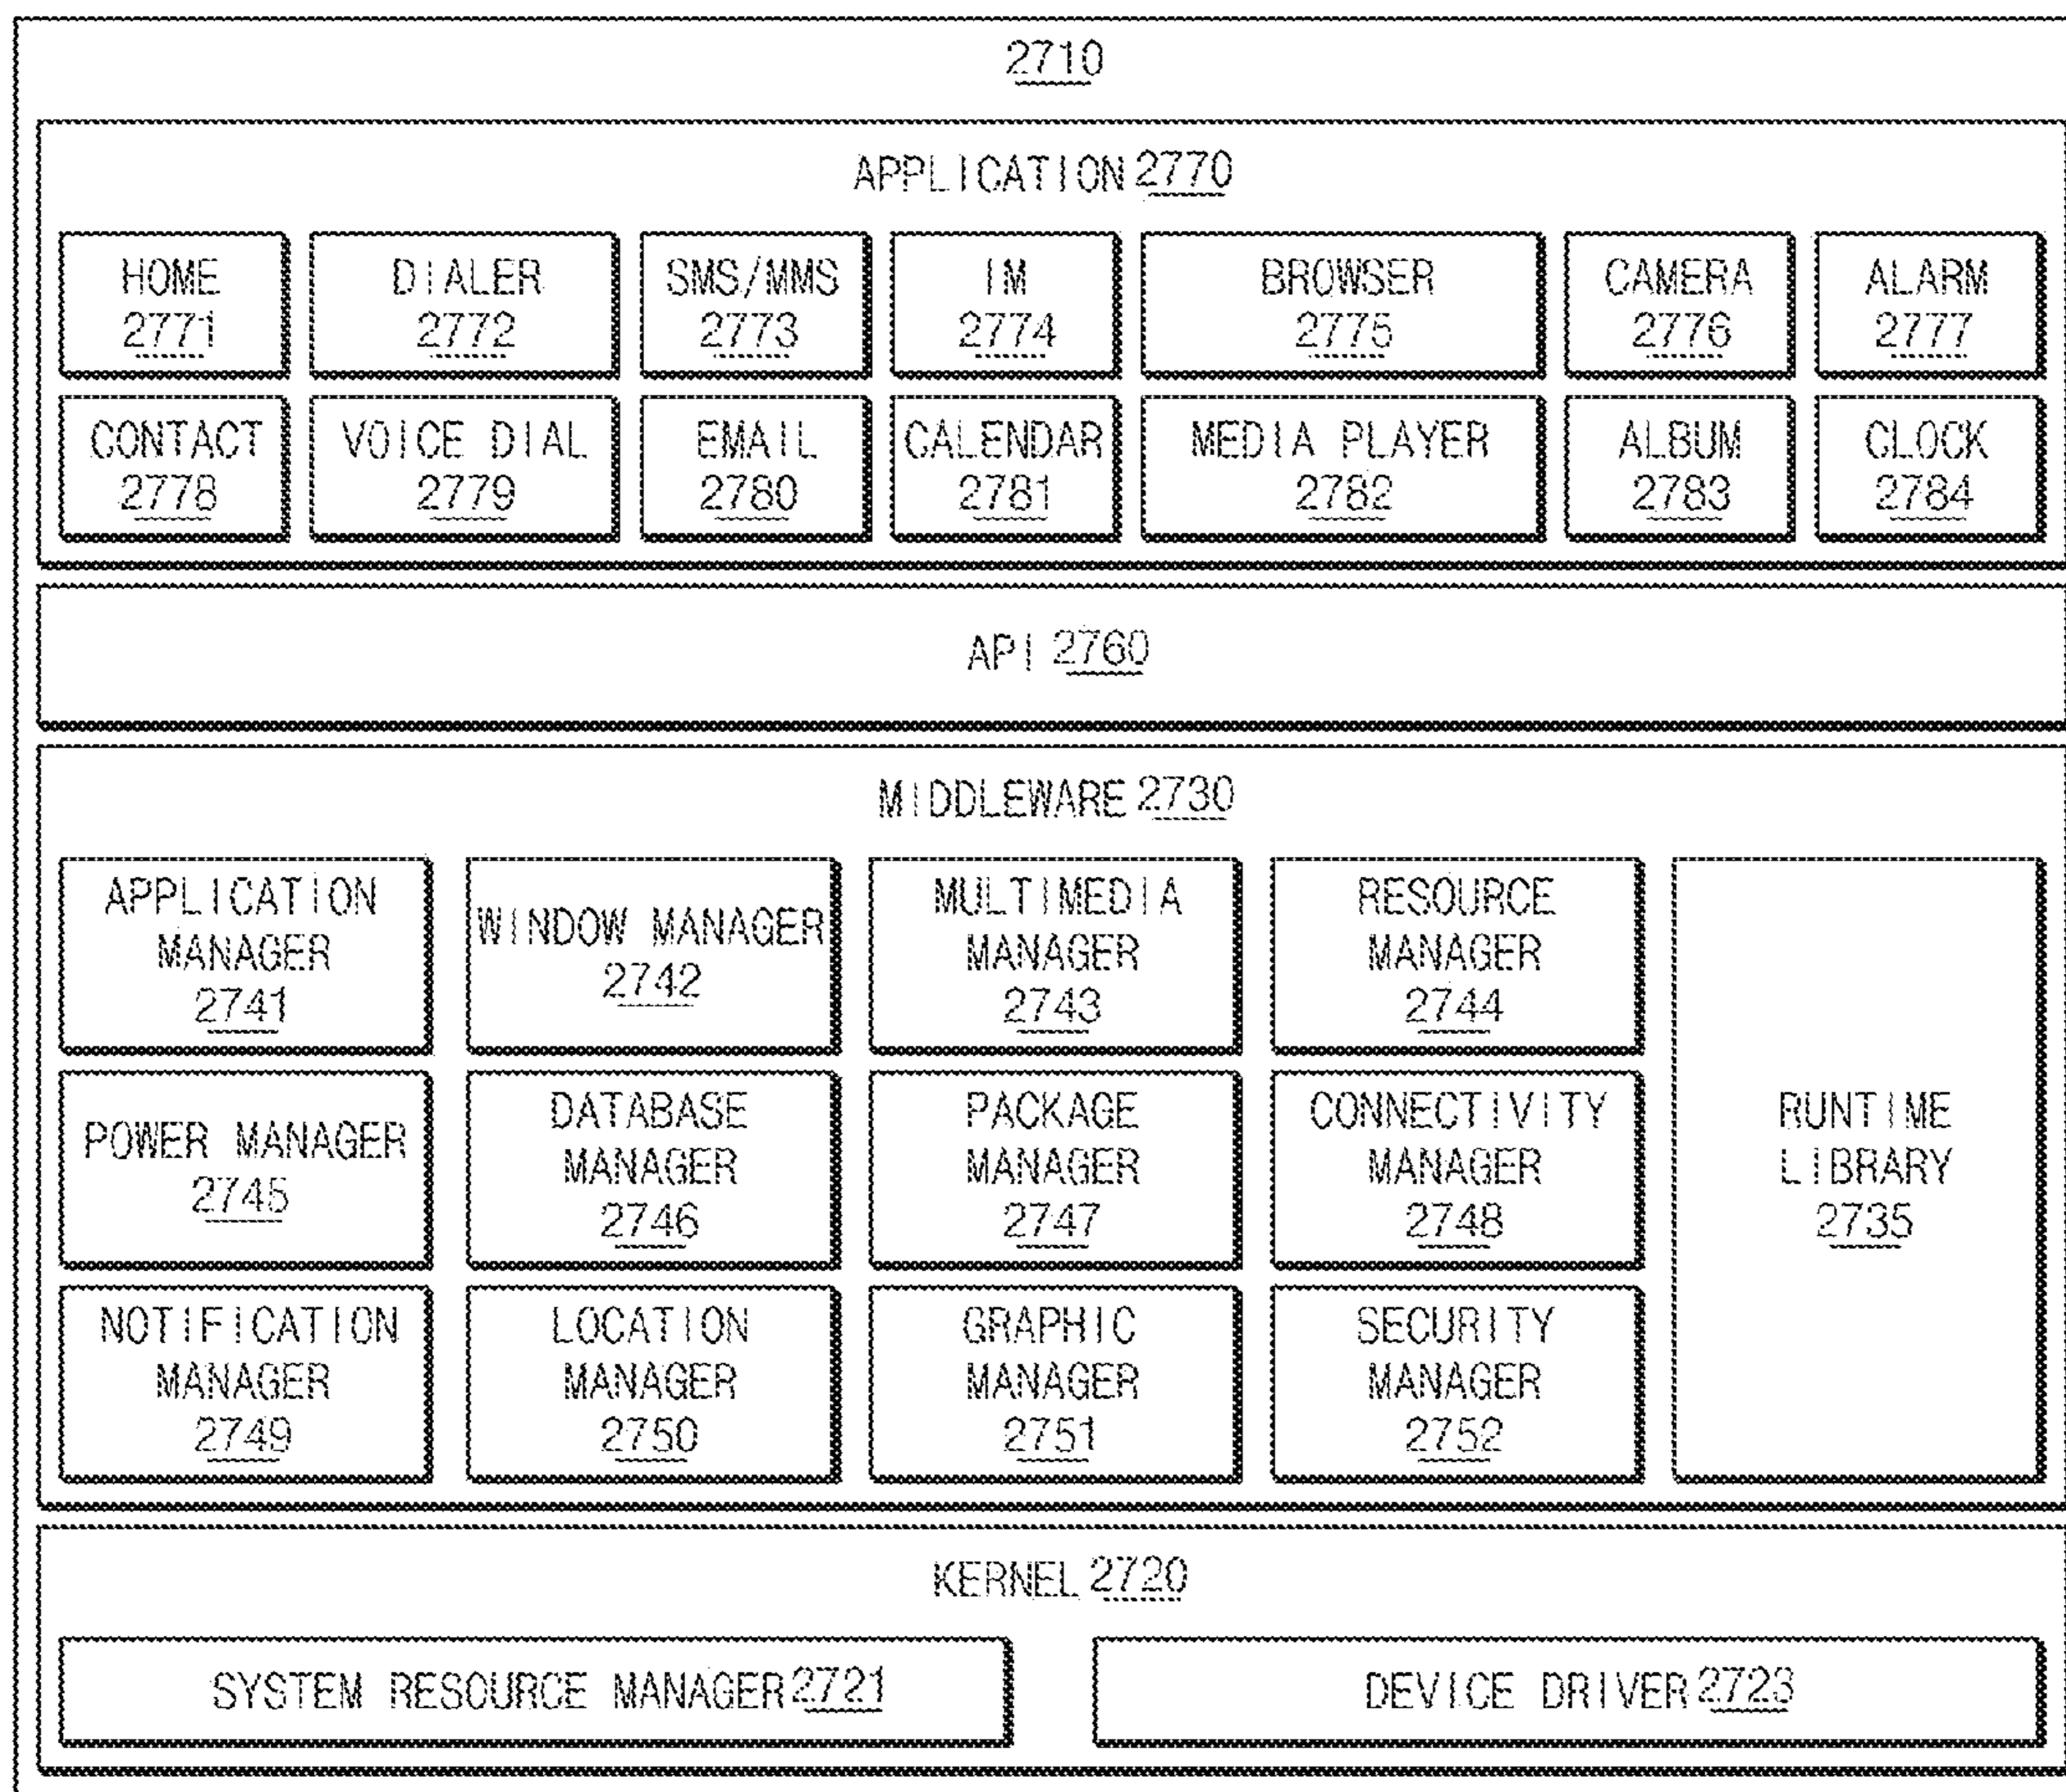 2710
APPLICATION 2770
HOME
2771
DIALER
2772
SMS/MMS
2773
IM
2774
BROWSER
2775
CAMERA
2776
ALARM
2777
CONTACT
2778
VOICE DIAL
2779
EMAIL
2780
CALENDAR
2781
MEDIA PLAYER
2782
ALBUM
2783
CLOCK
2784
API 2760
MIDDLEWARE 2730
APPLICATION
MANAGER
2741
WINDOW MANAGER
2742
MULTIMEDIA
MANAGER
2743
RESOURCE
MANAGER
2744
POWER MANAGER
2745
DATABASE
MANAGER
2746
PACKAGE
MANAGER
2747
CONNECTIVITY
MANAGER
2748
RUNTIME
LIBRARY
2735
NOTIFICATION
MANAGER
2749
LOCATION
MANAGER
2750
GRAPHIC
MANAGER
2751
SECURITY
MANAGER
2752
KERNEL 2720
SYSTEM RESOURCE MANAGER 2721
DEVICE DRIVER 2723